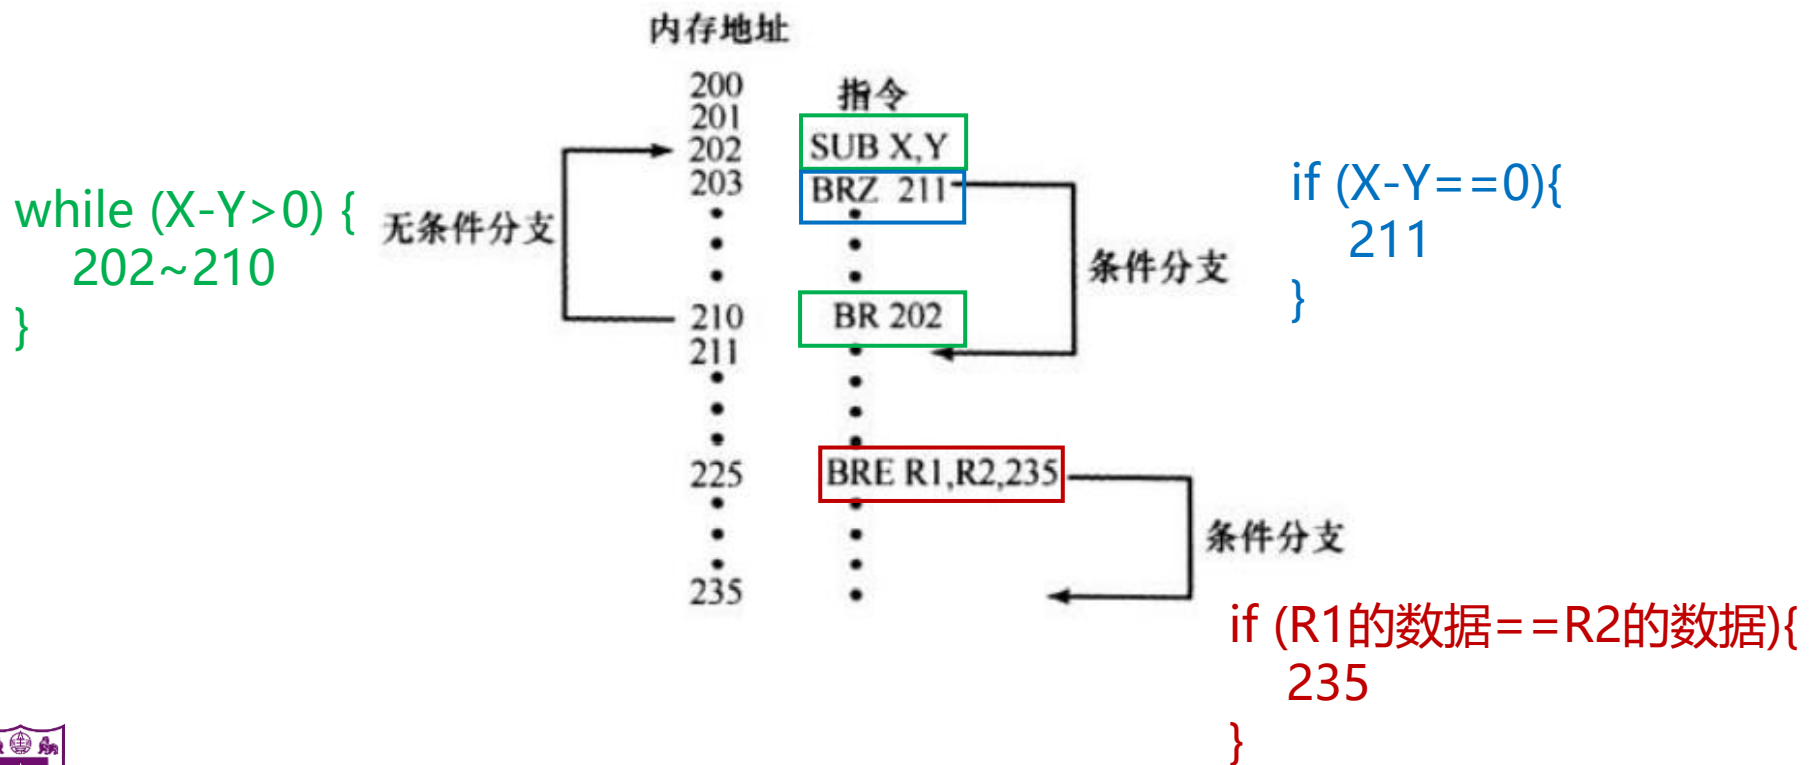 内存地址
200
指令
201
202
SUB X,Y
203
BRZ 211
while (X-Y>0) {
202~210
}
无条件分支
if (X-Y==0){
211
}
条件分支
210
BR 202
211
225
BRE R1,R2,235
条件分支
235
if (R1的数据==R2的数据){
235
}